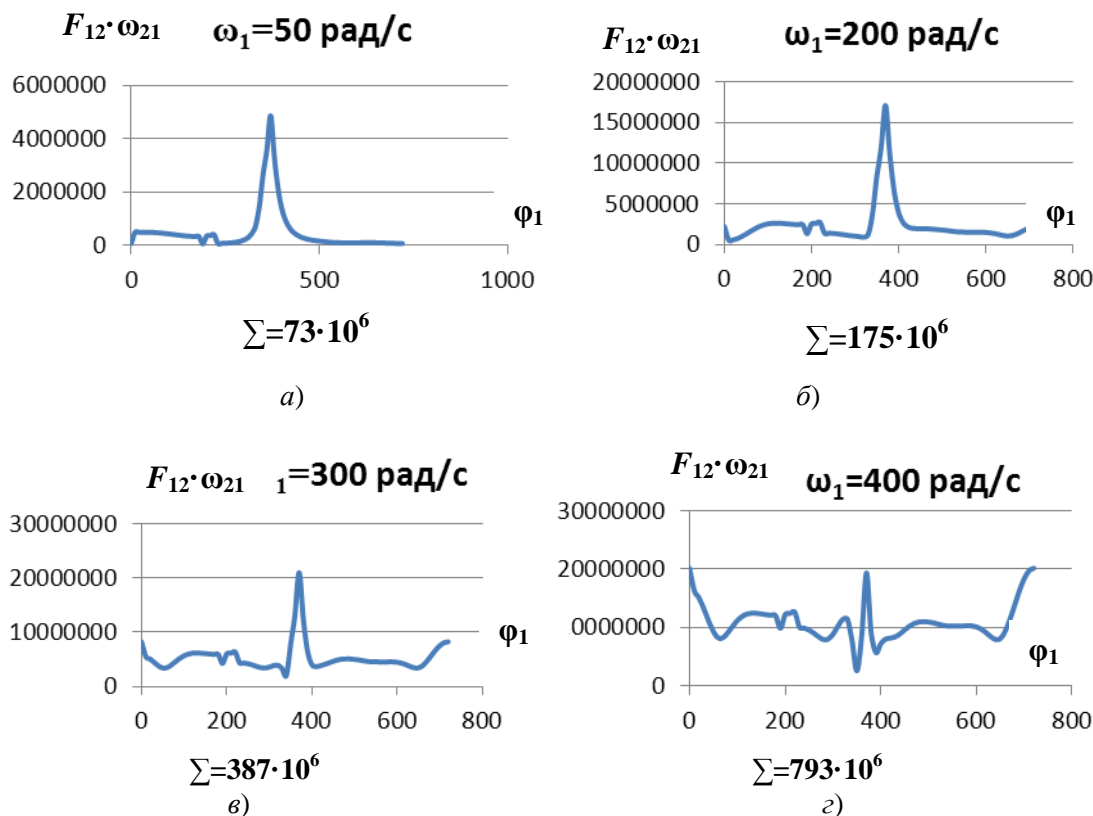 F₁₂·ω₂₁ ω₁=50 рад/с
6000000
4000000
2000000
0
φ₁
0 500 1000
∑=73·10⁶
а)
F₁₂·ω₂₁ ω₁=200 рад/с
20000000
15000000
10000000
5000000
0
φ₁
0 200 400 600 800
∑=175·10⁶
б)
F₁₂·ω₂₁ ₁=300 рад/с
30000000
20000000
10000000
0
φ₁
0 200 400 600 800
∑=387·10⁶
в)
F₁₂·ω₂₁ ω₁=400 рад/с
30000000
20000000
0000000
0
φ₁
0 200 400 600 800
∑=793·10⁶
г)